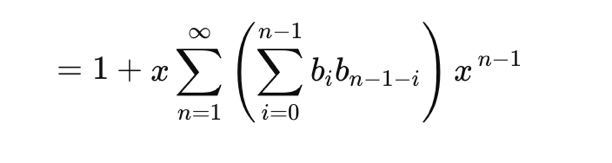 = 1 + x ∑_{n=1}^{∞} ( ∑_{i=0}^{n−1} b_i b_{n−1−i} ) x^{n−1}